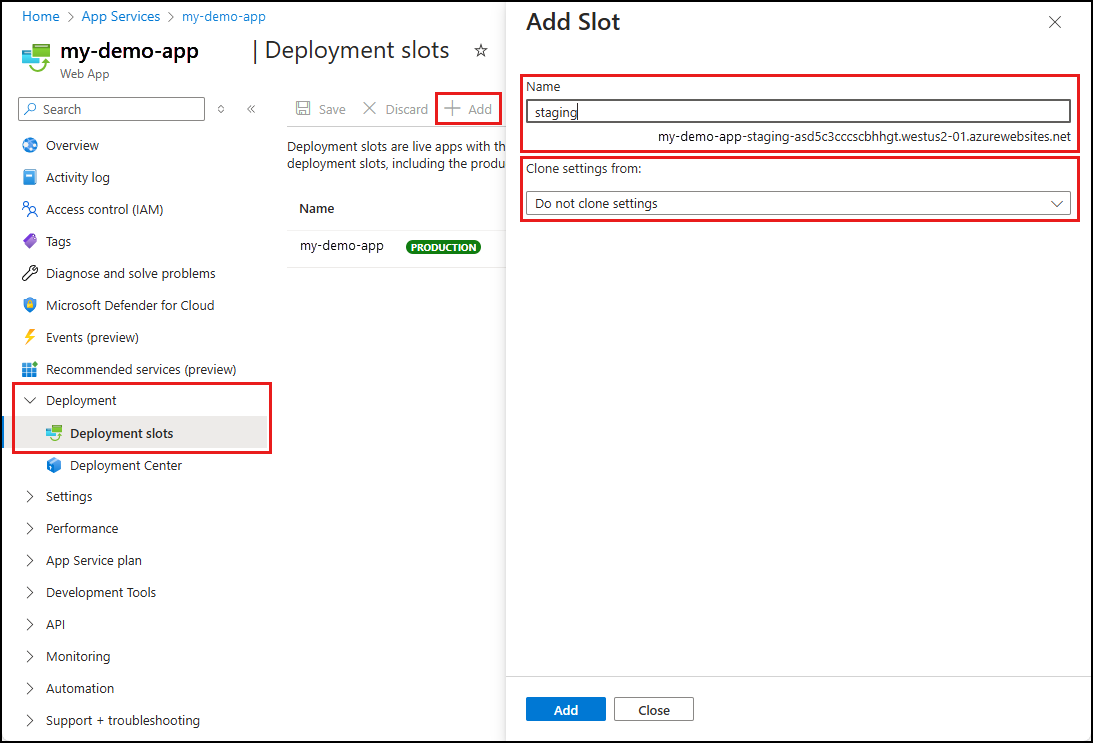 Home > App Services > my-demo-app
my-demo-app | Deployment slots
Web App
Search
Overview
Activity log
Access control (IAM)
Tags
Diagnose and solve problems
Microsoft Defender for Cloud
Events (preview)
Recommended services (preview)
Deployment
Deployment slots
Deployment Center
Settings
Performance
App Service plan
Development Tools
API
Monitoring
Automation
Support + troubleshooting
Save Discard Add
Deployment slots are live apps with th
deployment slots, including the produ
Name
my-demo-app PRODUCTION
Add Slot
Name
staging
my-demo-app-staging-asd5c3cccscbhhgt.westus2-01.azurewebsites.net
Clone settings from:
Do not clone settings
Add Close